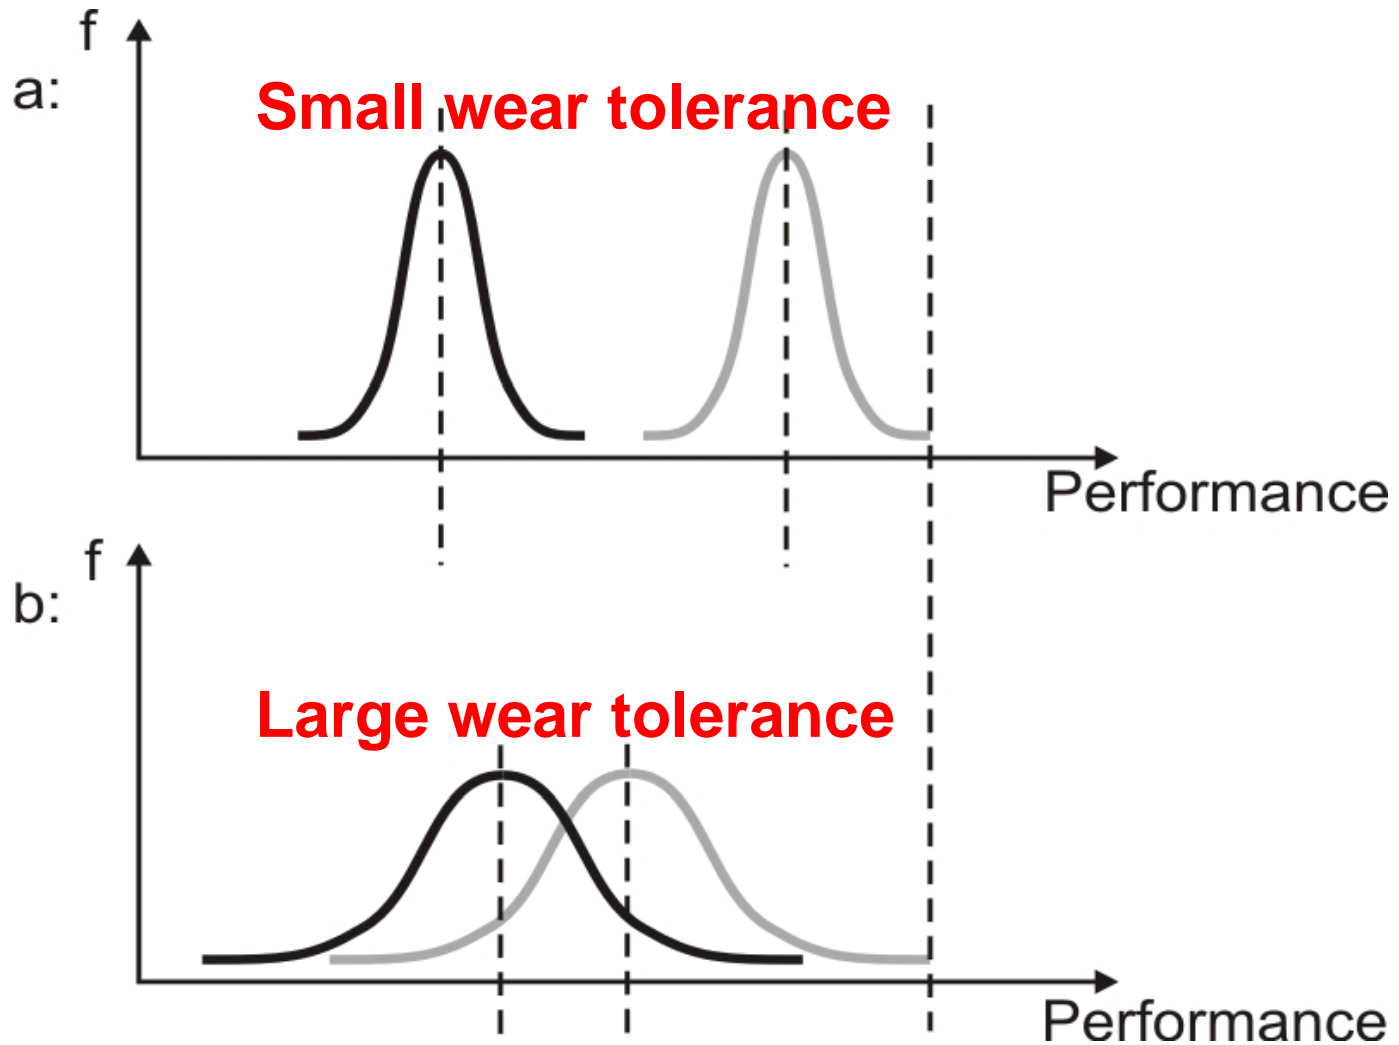 f
a:
Small wear tolerance
Performance
f
b:
Large wear tolerance
Performance